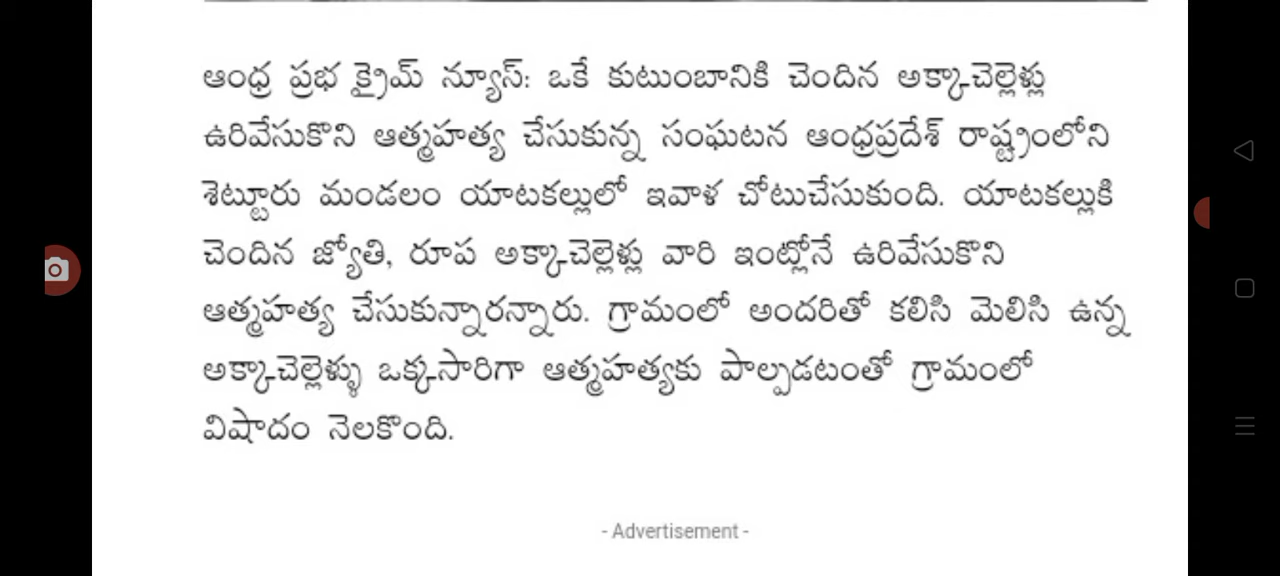 ఆంధ్ర ప్రభ క్రైమ్ న్యూస్: ఒకే కుటుంబానికి చెందిన అక్కాచెల్లెళ్లు
ఉరివేసుకొని ఆత్మహత్య చేసుకున్న సంఘటన ఆంధ్రప్రదేశ్ రాష్ట్రంలోని
శెట్టూరు మండలం యాటకల్లులో ఇవాళ చోటుచేసుకుంది. యాటకల్లుకి
చెందిన జ్యోతి, రూప అక్కాచెల్లెళ్లు వారి ఇంట్లోనే ఉరివేసుకొని
ఆత్మహత్య చేసుకున్నారన్నారు. గ్రామంలో అందరితో కలిసి మెలిసి ఉన్న
అక్కాచెల్లెళ్ళు ఒక్కసారిగా ఆత్మహత్యకు పాల్పడటంతో గ్రామంలో
విషాదం నెలకొంది.
- Advertisement -